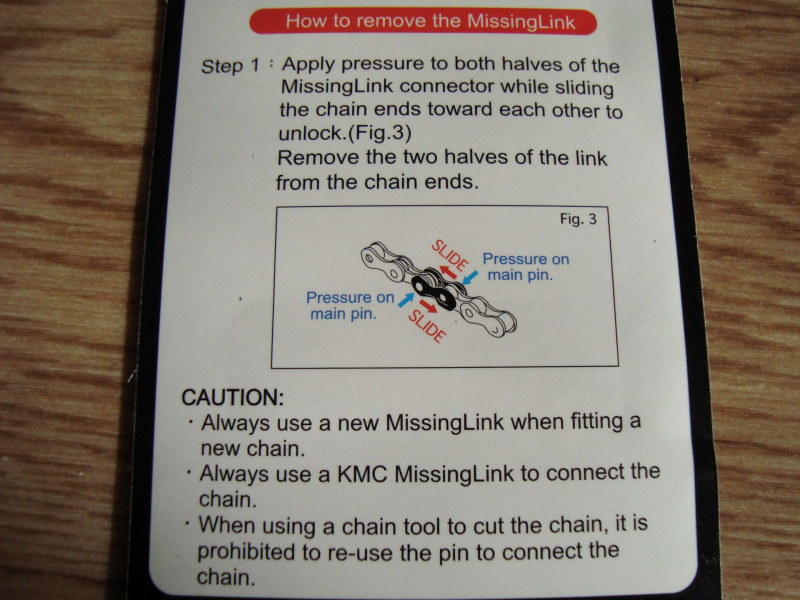 How to remove the MissingLink
Step 1 : Apply pressure to both halves of the
MissingLink connector while sliding
the chain ends toward each other to
unlock.(Fig.3)
Remove the two halves of the link
from the chain ends.
Fig. 3
SLIDE
Pressure on
main pin.
Pressure on
main pin.
SLIDE
CAUTION:
· Always use a new MissingLink when fitting a
new chain.
· Always use a KMC MissingLink to connect the
chain.
· When using a chain tool to cut the chain, it is
prohibited to re-use the pin to connect the
chain.